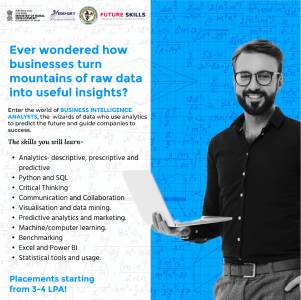 MINISTRY OF RURAL DEVELOPMENT
FUTURE SKILLS
Ever wondered how
businesses turn
mountains of raw data
into useful insights?
Enter the world of BUSINESS INTELLIGENCE
ANALYSTS, the wizards of data who use analytics
to predict the future and guide companies to
success.
The skills you will learn-
• Analytics- descriptive, prescriptive and
predictive
• Python and SQL
• Critical Thinking
• Communication and Collaboration
• Visualisation and data mining.
• Predictive analytics and marketing.
• Machine/computer learning.
• Benchmarking
• Excel and Power BI
• Statistical tools and usage.
Placements starting
from 3-4 LPA!